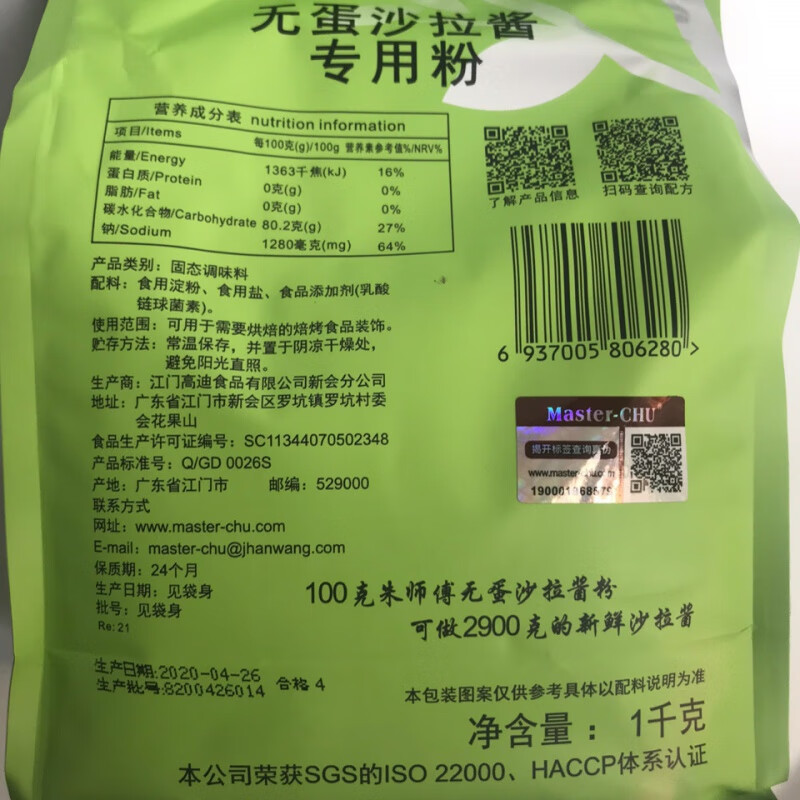 无蛋沙拉酱
专用粉
营养成分表 nutrition information
项目/Items 每100克(g)/100g 营养素参考值%/NRV%
能量/Energy 1363千焦(kJ) 16%
蛋白质/Protein 0克(g) 0%
脂肪/Fat 0克(g) 0%
碳水化合物/Carbohydrate 80.2克(g) 27%
钠/Sodium 1280毫克(mg) 64%
了解产品信息 扫码查询配方
产品类别：固态调味料
配料：食用淀粉、食用盐、食品添加剂(乳酸
链球菌素)。
使用范围：可用于需要烘焙的焙烤食品装饰。
贮存方法：常温保存，并置于阴凉干燥处，
避免阳光直照。
6 937005 806280 >
生产商：江门高迪食品有限公司新会分公司
地址：广东省江门市新会区罗坑镇罗坑村委
会花果山
食品生产许可证编号：SC11344070502348
产品标准号：Q/GD 0026S
产地：广东省江门市 邮编：529000
联系方式
网址：www.master-chu.com
E-mail：master-chu@jhanwang.com
保质期：24个月
生产日期：见袋身
批号：见袋身
Re:21
Master-CHU
揭开标签查询真伪
www.master-chu.com
100克朱师傅无蛋沙拉酱粉
可做2900克的新鲜沙拉酱
生产日期:2020-04-26
生产批号:8200426014 合格 4
本包装图案仅供参考具体以配料说明为准
净含量：1千克
本公司荣获SGS的ISO 22000、HACCP体系认证